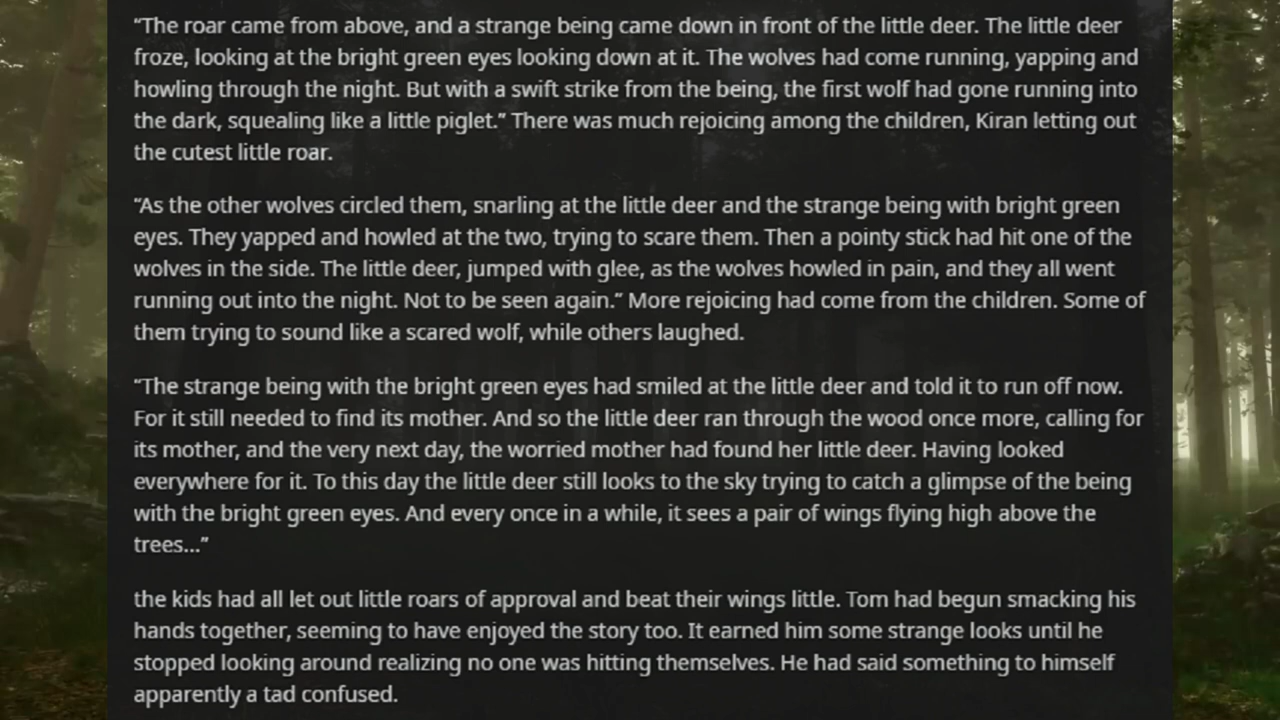 “The roar came from above, and a strange being came down in front of the little deer. The little deer
froze, looking at the bright green eyes looking down at it. The wolves had come running, yapping and
howling through the night. But with a swift strike from the being, the first wolf had gone running into
the dark, squealing like a little piglet.” There was much rejoicing among the children, Kiran letting out
the cutest little roar.
“As the other wolves circled them, snarling at the little deer and the strange being with bright green
eyes. They yapped and howled at the two, trying to scare them. Then a pointy stick had hit one of the
wolves in the side. The little deer, jumped with glee, as the wolves howled in pain, and they all went
running out into the night. Not to be seen again.” More rejoicing had come from the children. Some of
them trying to sound like a scared wolf, while others laughed.
“The strange being with the bright green eyes had smiled at the little deer and told it to run off now.
For it still needed to find its mother. And so the little deer ran through the wood once more, calling for
its mother, and the very next day, the worried mother had found her little deer. Having looked
everywhere for it. To this day the little deer still looks to the sky trying to catch a glimpse of the being
with the bright green eyes. And every once in a while, it sees a pair of wings flying high above the
trees...”
the kids had all let out little roars of approval and beat their wings little. Tom had begun smacking his
hands together, seeming to have enjoyed the story too. It earned him some strange looks until he
stopped looking around realizing no one was hitting themselves. He had said something to himself
apparently a tad confused.